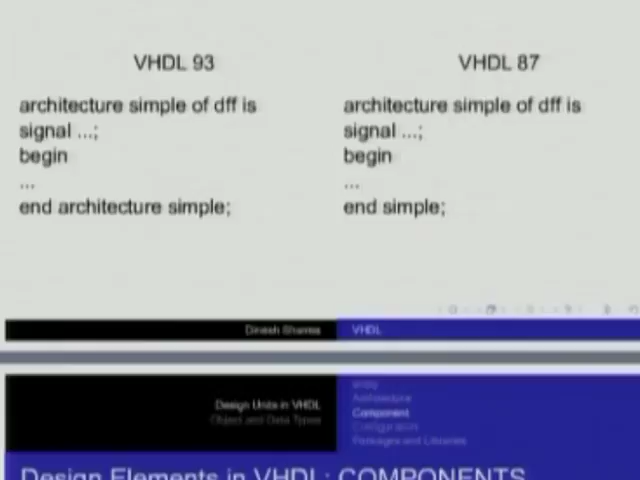 VHDL 93
architecture simple of dff is
signal ...;
begin
...
end architecture simple;
VHDL 87
architecture simple of dff is
signal ...;
begin
...
end simple;
Dinesh Sharma
VHDL
Design Units in VHDL
Object and Data Types
entity
Architecture
Component
Configuration
Packages and Libraries
Design Elements in VHDL: COMPONENTS